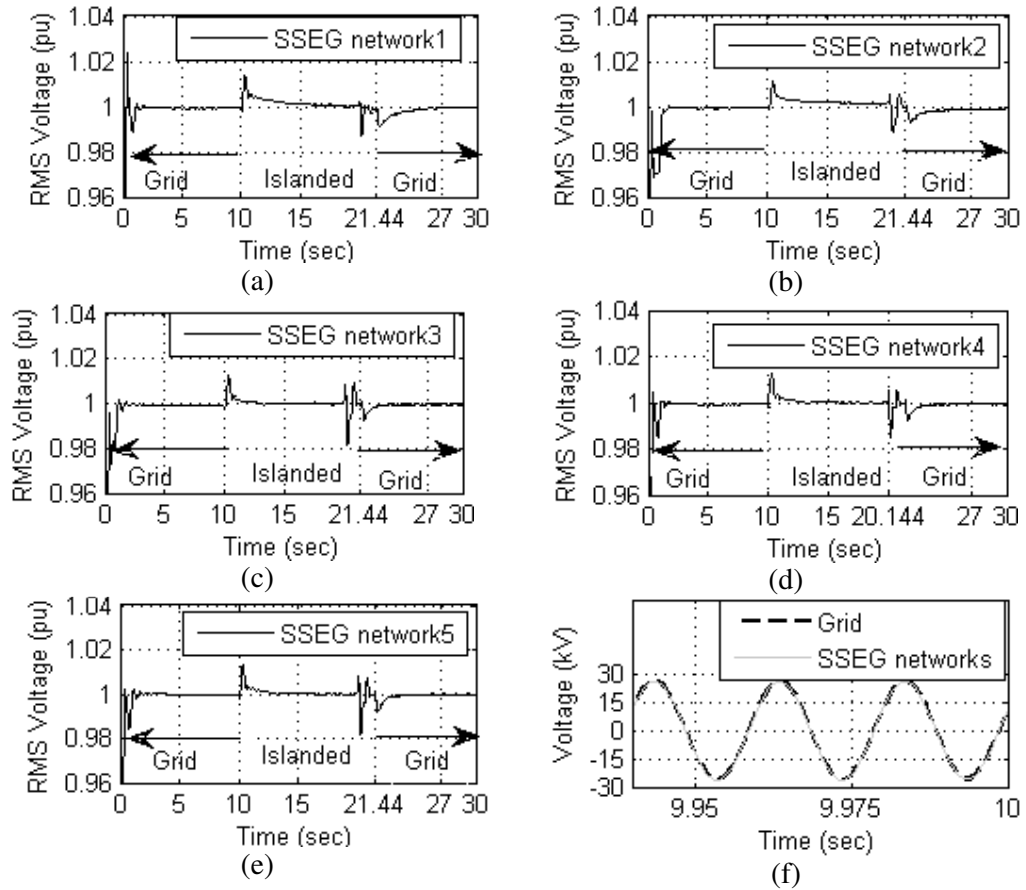 1.04
1.02
1
0.98
0.96
RMS Voltage (pu)
SSEG network1
Grid
Islanded
Grid
0 5 10 15 21.44 27 30
Time (sec)
(a)
1.04
1.02
1
0.98
0.96
RMS Voltage (pu)
SSEG network2
Grid
Islanded
Grid
0 5 10 15 21.44 27 30
Time (sec)
(b)
1.04
1.02
1
0.98
0.96
RMS Voltage (pu)
SSEG network3
Grid
Islanded
Grid
0 5 10 15 21.44 27 30
Time (sec)
(c)
1.04
1.02
1
0.98
0.96
RMS Voltage (pu)
SSEG network4
Grid
Islanded
Grid
0 5 10 15 20.144 27 30
Time (sec)
(d)
1.04
1.02
1
0.98
0.96
RMS Voltage (pu)
SSEG network5
Grid
Islanded
Grid
0 5 10 15 21.44 27 30
Time (sec)
(e)
30
15
0
-15
-30
Voltage (kV)
Grid
SSEG networks
9.95 9.975 10
Time (sec)
(f)